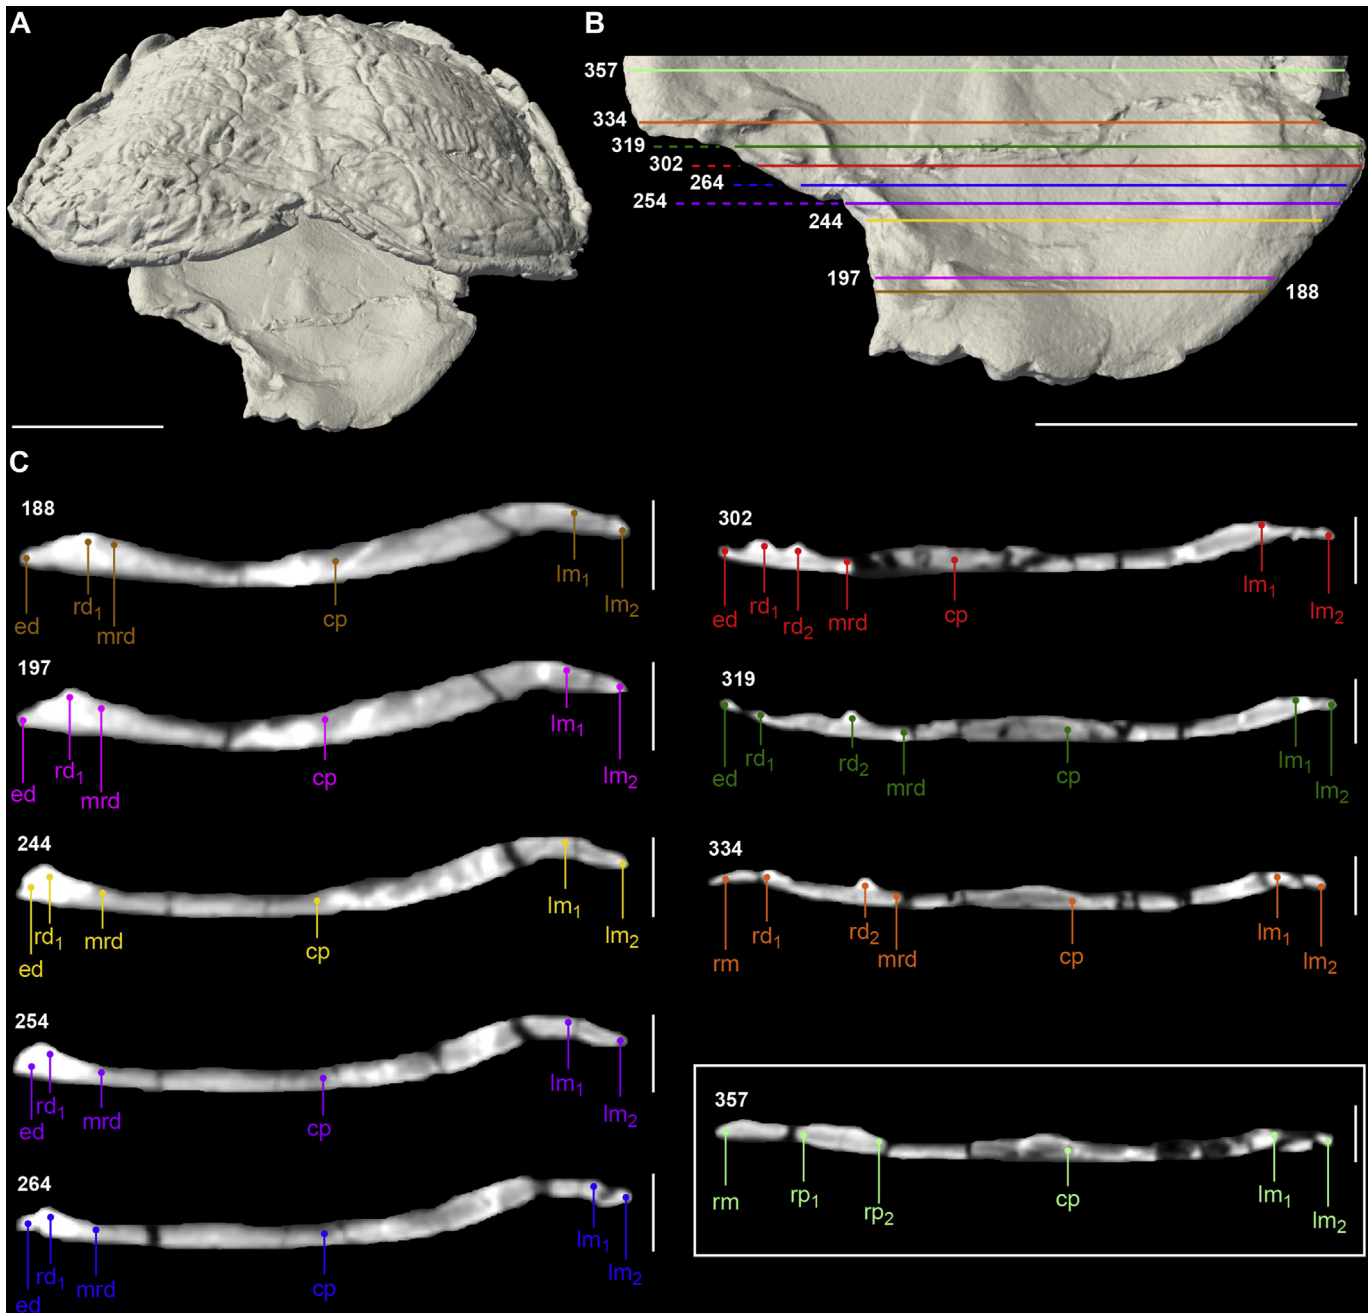 A
B
357
334
319
302
264
254
244
197
188
C
188
ed
rd1
mrd
cp
lm1
lm2
197
ed
rd1
mrd
cp
lm1
lm2
244
ed
rd1
mrd
cp
lm1
lm2
254
ed
rd1
mrd
cp
lm1
lm2
264
ed
rd1
mrd
cp
lm1
lm2
302
ed
rd1
rd2
mrd
cp
lm1
lm2
319
ed
rd1
rd2
mrd
cp
lm1
lm2
334
rm
rd1
rd2
mrd
cp
lm1
lm2
357
rm
rp1
rp2
cp
lm1
lm2